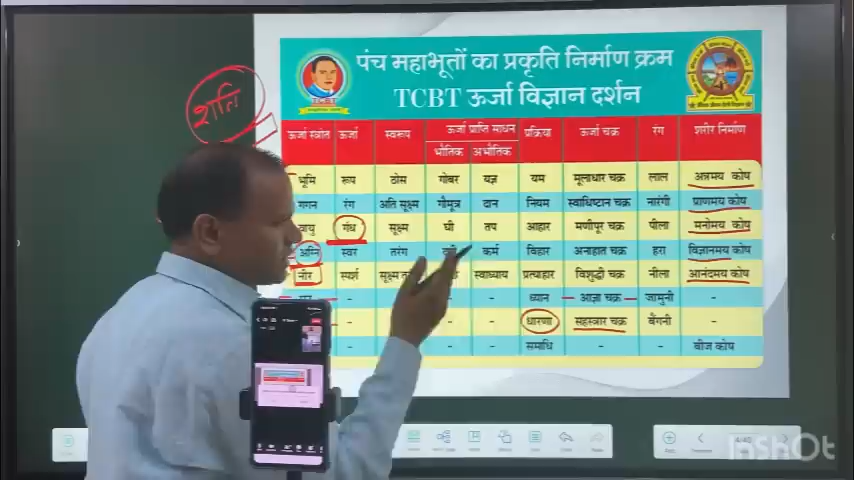 पंच महाभूतों का प्रकृति निर्माण क्रम
TCBT ऊर्जा विज्ञान दर्शन
TCBT
शक्ति
ऊर्जा स्त्रोत ऊर्जा स्वरूप ऊर्जा प्राप्ति साधन प्रक्रिया ऊर्जा चक्र रंग शरीर निर्माण
भौतिक अभौतिक
भूमि रूप ठोस गोबर यज्ञ यम मूलाधार चक्र लाल अन्नमय कोष
गगन रंग अति सूक्ष्म गौमूत्र दान नियम स्वाधिष्टान चक्र नारंगी प्राणमय कोष
वायु गंध सूक्ष्म घी तप आहार मणीपूर चक्र पीला मनोमय कोष
अग्नि स्वर तरंग कर्म विहार अनाहात चक्र हरा विज्ञानमय कोष
नीर स्पर्श सूक्ष्म स्वाध्याय प्रत्याहार विशुद्धी चक्र नीला आनंदमय कोष
- - ध्यान आज्ञा चक्र जामुनी -
- - - धारणा सहस्त्रार चक्र बैंगनी -
- - - समाधि - - बीज कोष
4/40
InShOt